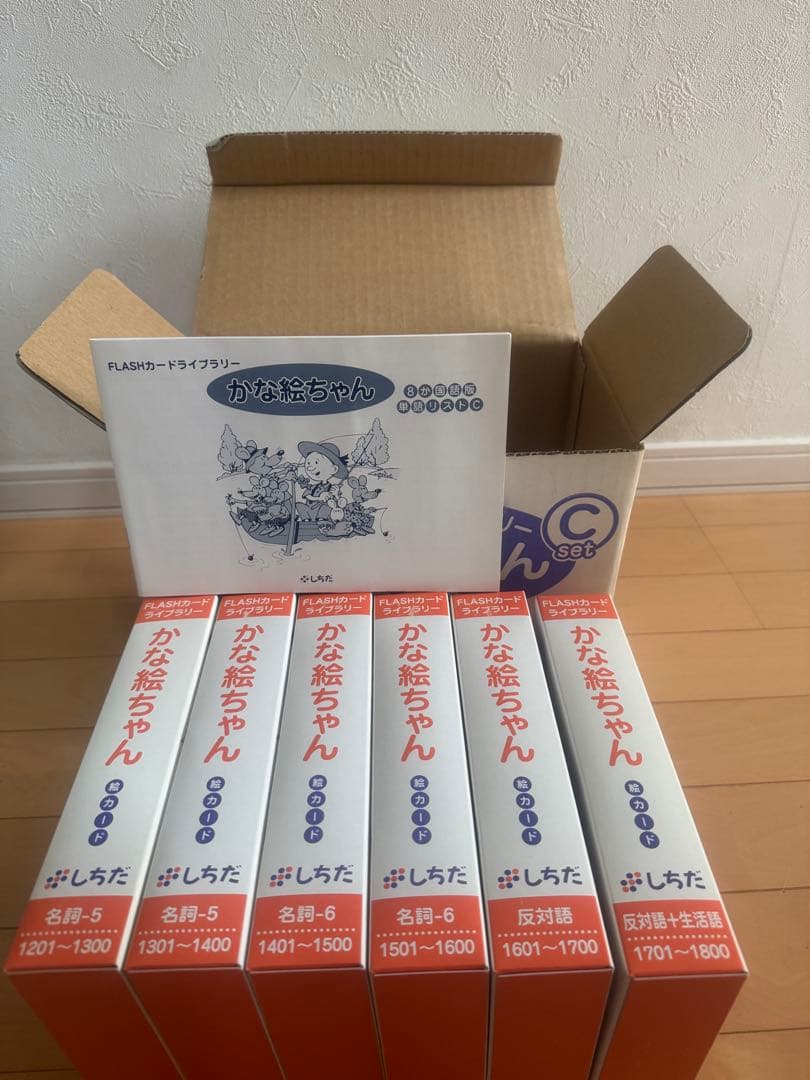 FLASHカードライブラリー
かな絵ちゃん
8か国語版
単語リストC
しちだ
リー
ん
C
set
FLASHカード
ライブラリー
かな絵ちゃん
絵カード
しちだ
名詞-5
1201～1300
FLASHカード
ライブラリー
かな絵ちゃん
絵カード
しちだ
名詞-5
1301～1400
FLASHカード
ライブラリー
かな絵ちゃん
絵カード
しちだ
名詞-6
1401～1500
FLASHカード
ライブラリー
かな絵ちゃん
絵カード
しちだ
名詞-6
1501～1600
FLASHカード
ライブラリー
かな絵ちゃん
絵カード
しちだ
反対語
1601～1700
FLASHカード
ライブラリー
かな絵ちゃん
絵カード
しちだ
反対語＋生活語
1701～1800